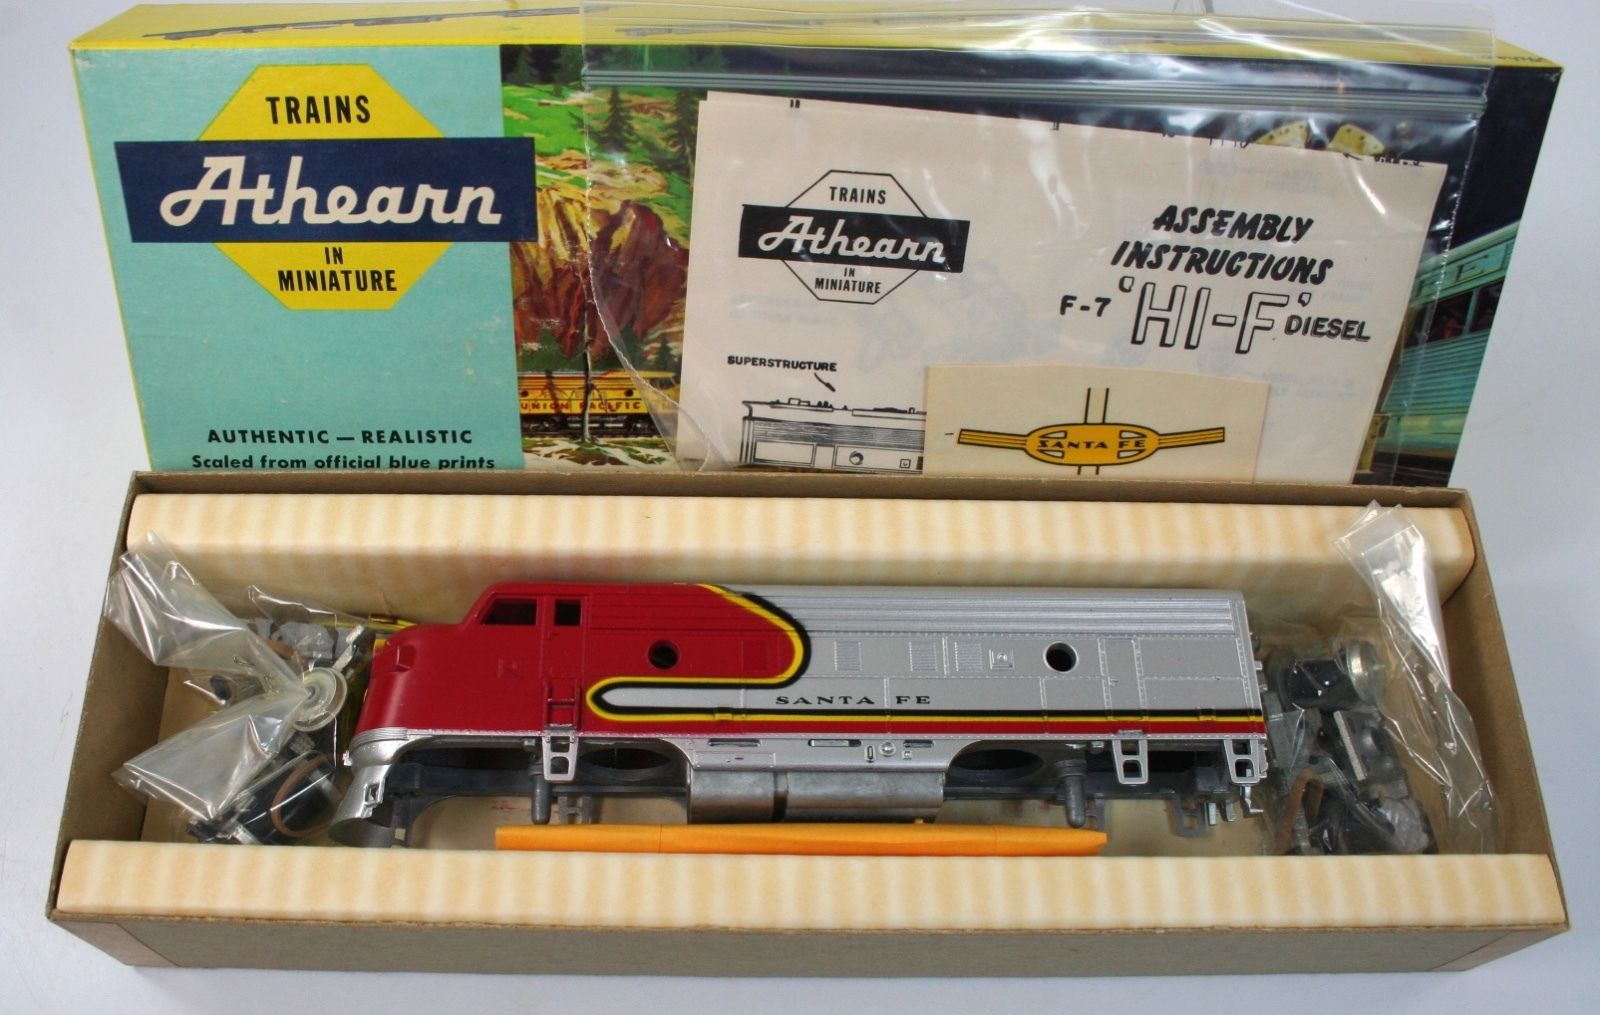 TRAINS
Athearn
IN
MINIATURE
AUTHENTIC — REALISTIC
Scaled from official blue prints
UNION PACIFIC
TRAINS
Athearn
IN
MINIATURE
ASSEMBLY
INSTRUCTIONS
F-7 'HI-F' DIESEL
SUPERSTRUCTURE
SANTA FE
SANTA FE